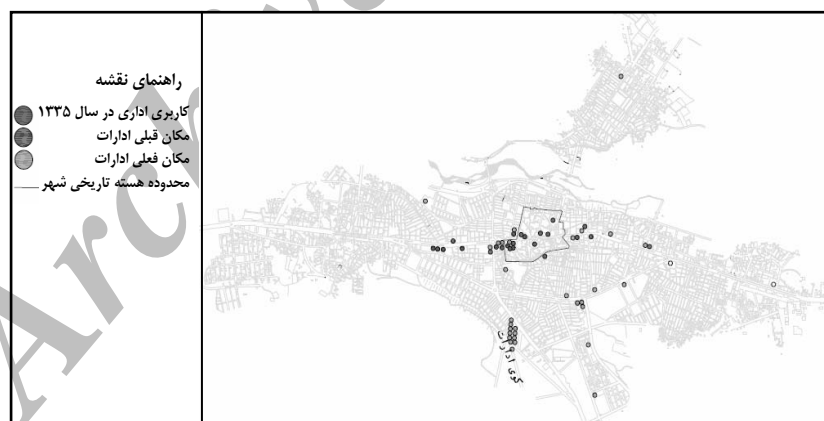 راهنمای نقشه
کاربری اداری در سال ۱۳۳۵
مکان قبلی ادارات
مکان فعلی ادارات
محدوده هسته تاریخی شهر
کوی ادارات